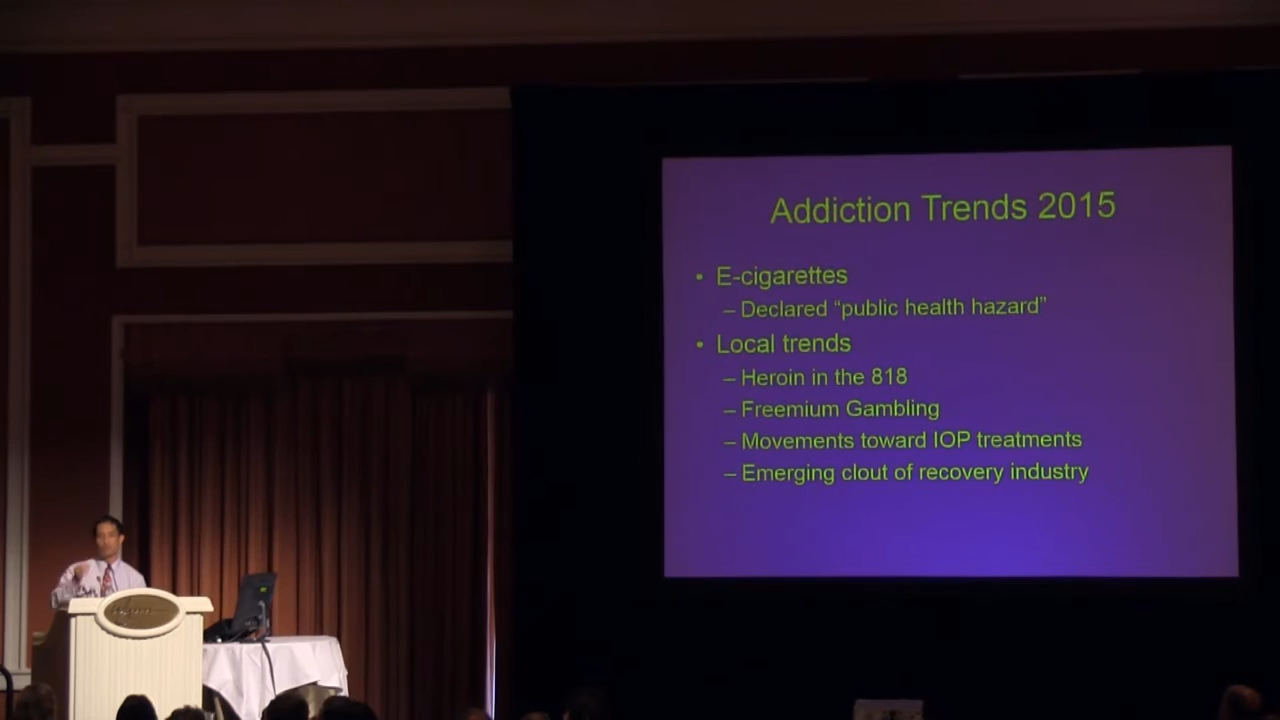 Addiction Trends 2015
• E-cigarettes
– Declared “public health hazard”
• Local trends
– Heroin in the 818
– Freemium Gambling
– Movements toward IOP treatments
– Emerging clout of recovery industry